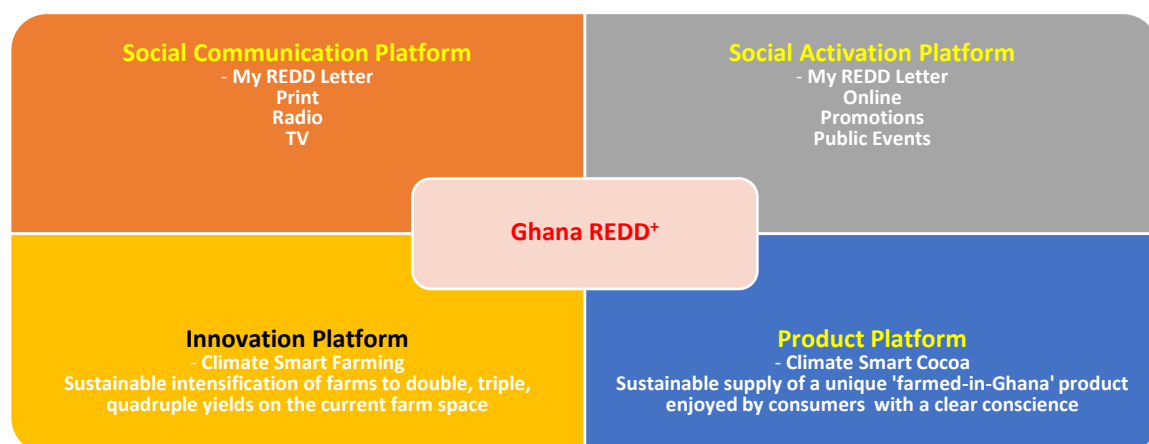 Social Communication Platform
- My REDD Letter
Print
Radio
TV
Social Activation Platform
- My REDD Letter
Online
Promotions
Public Events
Ghana REDD+
Innovation Platform
- Climate Smart Farming
Sustainable intensification of farms to double, triple,
quadruple yields on the current farm space
Product Platform
- Climate Smart Cocoa
Sustainable supply of a unique 'farmed-in-Ghana' product
enjoyed by consumers with a clear conscience